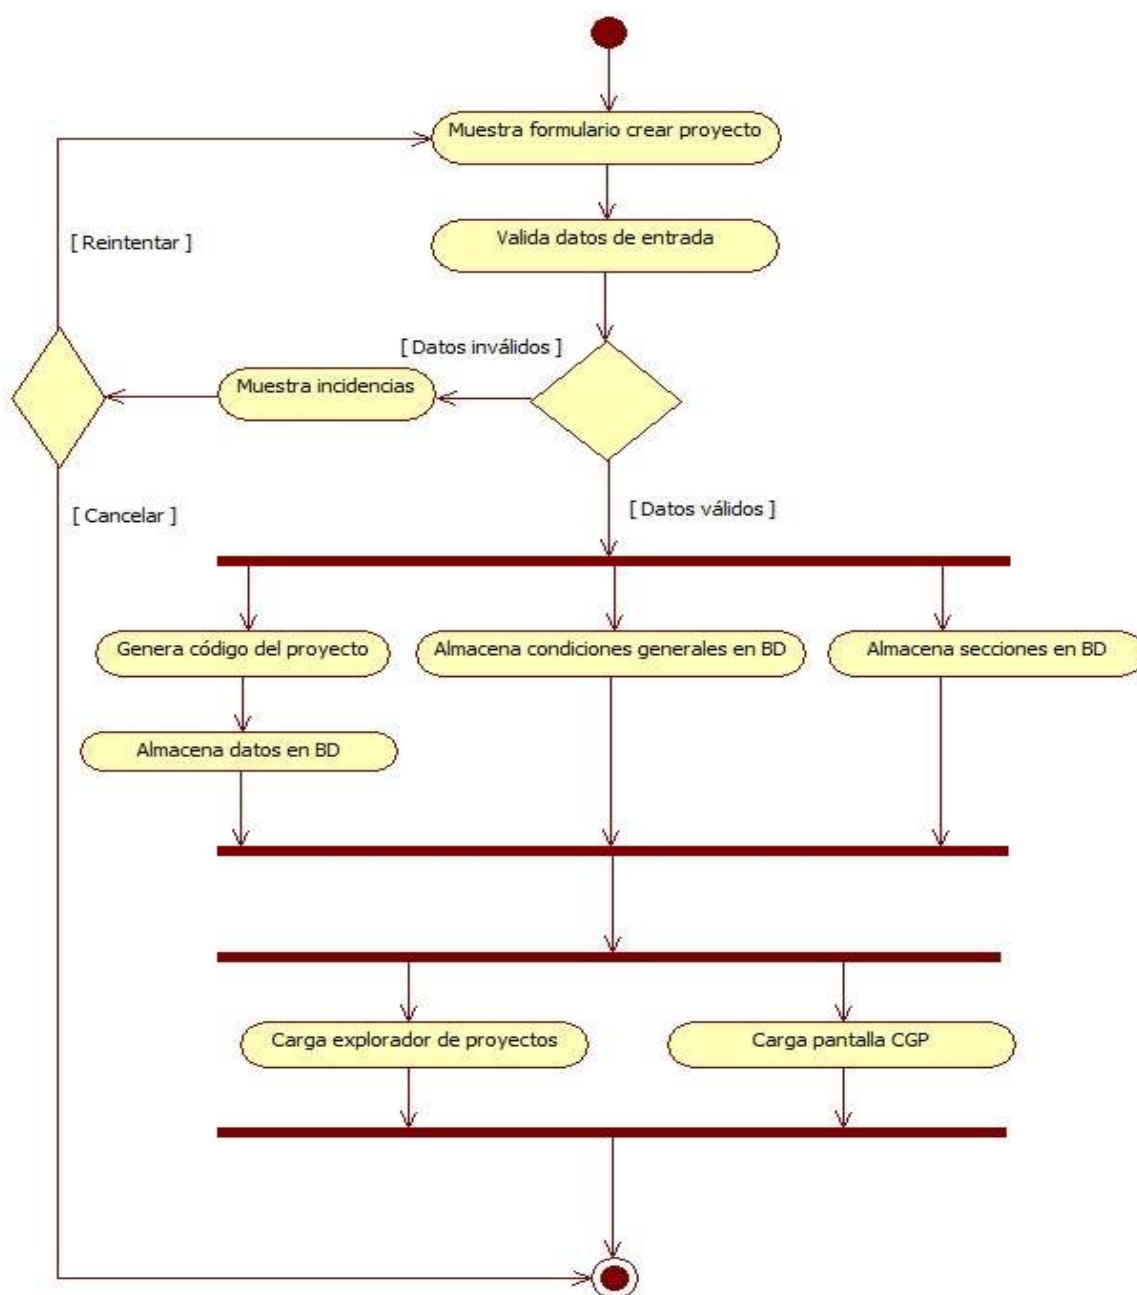 Muestra formulario crear proyecto
[ Reintentar ]
Valida datos de entrada
[ Datos inválidos ]
Muestra incidencias
[ Cancelar ]
[ Datos válidos ]
Genera código del proyecto
Almacena condiciones generales en BD
Almacena secciones en BD
Almacena datos en BD
Carga explorador de proyectos
Carga pantalla CGP